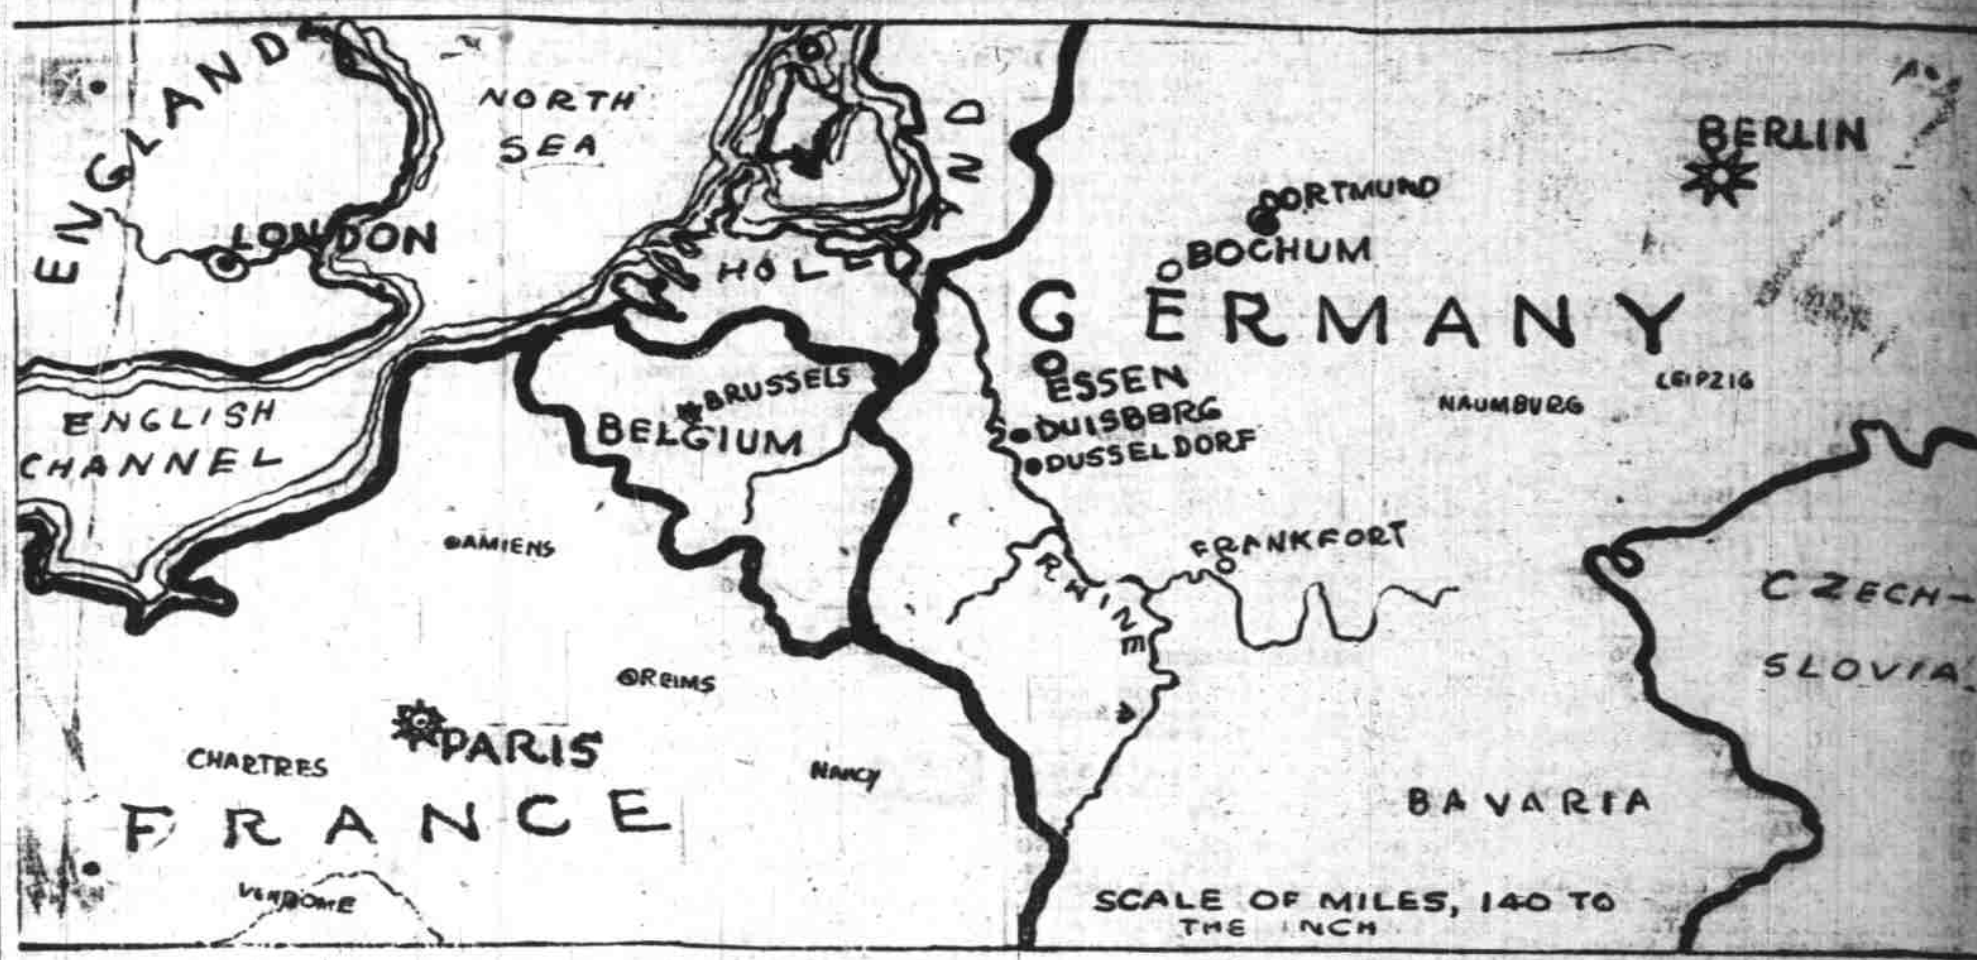 ENGLAND
NORTH
SEA
LONDON
HOLLAND
BERLIN
DORTMUND
BOCHUM
GERMANY
ESSEN
DUISBERG
DUSSELDORF
NAUMBURG
LEIPZIG
BRUSSELS
BELGIUM
ENGLISH
CHANNEL
AMIENS
FRANKFORT
RHINE
CZECH-
SLOVIA.
REIMS
PARIS
CHARTRES
NANCY
FRANCE
BAVARIA
VENDOME
SCALE OF MILES, 140 TO
THE INCH